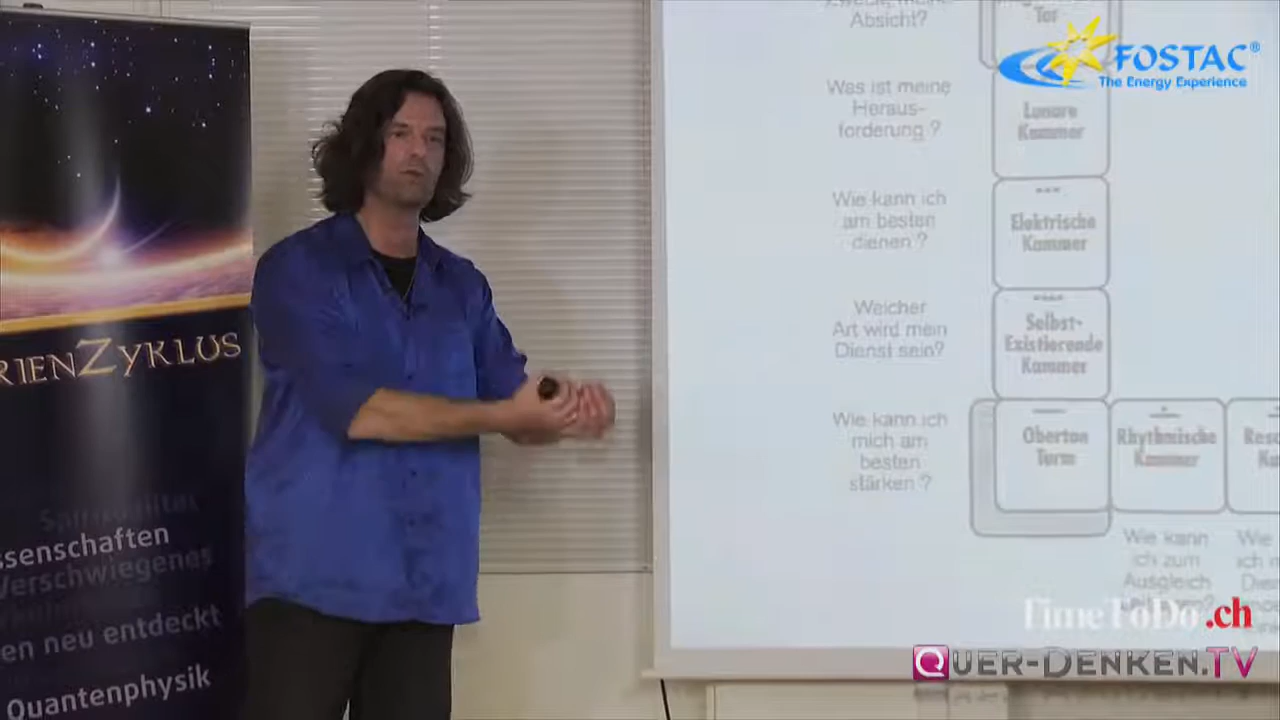 RIENZYKLUS
Spiritualität
ssenschaften
Verschwiegenes
en neu entdeckt
Quantenphysik
Absicht?
Tor
Was ist meine
Heraus-
forderung ?
Lunare
Kammer
Wie kann ich
am besten
dienen ?
Elektrische
Kammer
Welcher
Art wird mein
Dienst sein?
Selbst-
Existierende
Kammer
Wie kann ich
mich am
besten
stärken ?
Oberton
Turm
Rhythmische
Kammer
Wie kann
ich zum
Ausgleich
Wie
ich
FOSTAC®
The Energy Experience
TimeToDo.ch
QUER-DENKEN.TV